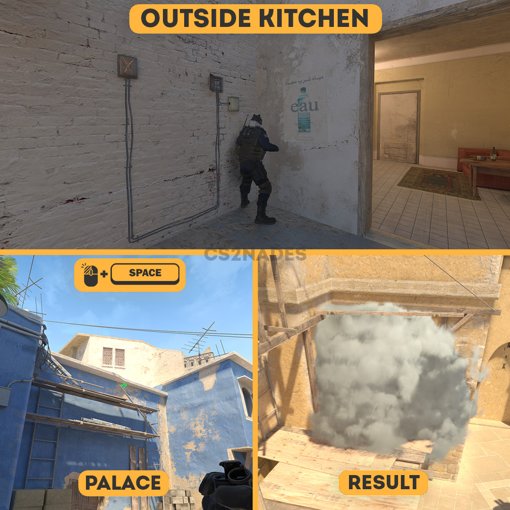 OUTSIDE KITCHEN
eau
CS2NADES
+ SPACE
PALACE
RESULT